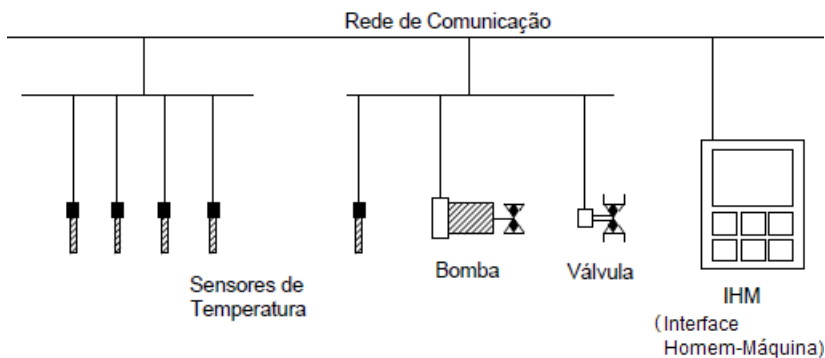 Rede de Comunicação
Sensores de
Temperatura
Bomba
Válvula
IHM
(Interface
Homem-Máquina)